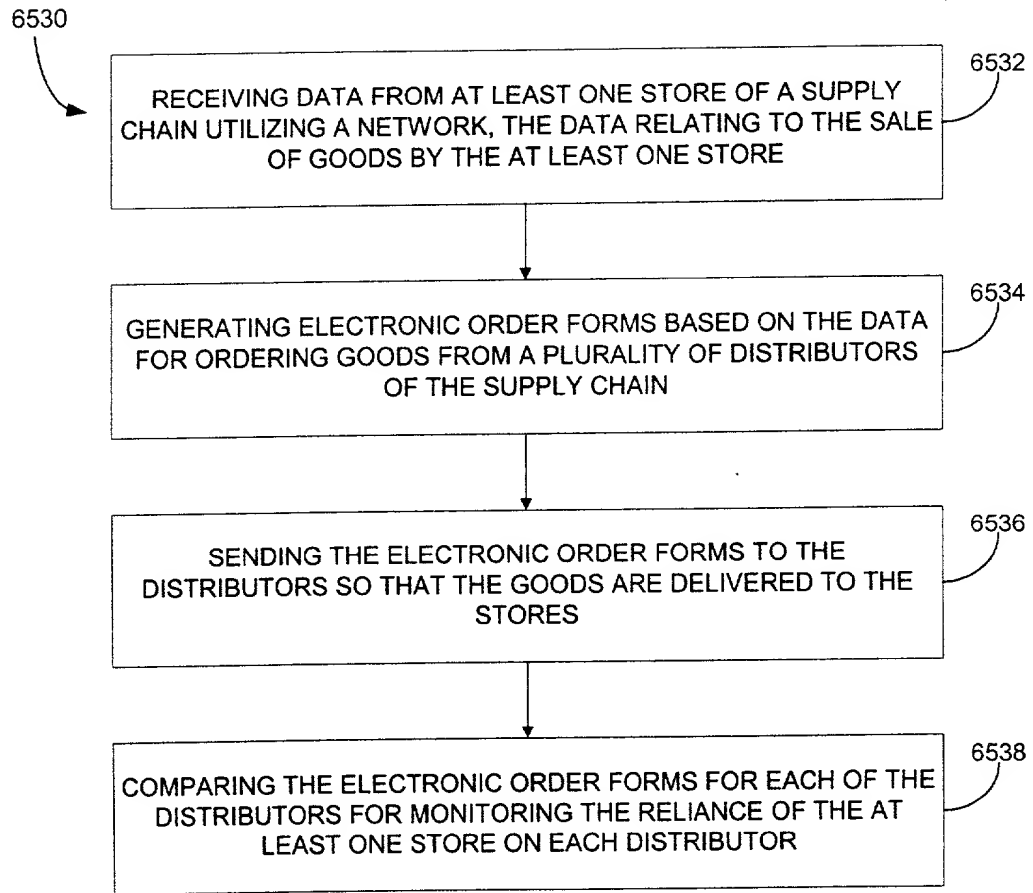 6530
6532
RECEIVING DATA FROM AT LEAST ONE STORE OF A SUPPLY
CHAIN UTILIZING A NETWORK, THE DATA RELATING TO THE SALE
OF GOODS BY THE AT LEAST ONE STORE
6534
GENERATING ELECTRONIC ORDER FORMS BASED ON THE DATA
FOR ORDERING GOODS FROM A PLURALITY OF DISTRIBUTORS
OF THE SUPPLY CHAIN
6536
SENDING THE ELECTRONIC ORDER FORMS TO THE
DISTRIBUTORS SO THAT THE GOODS ARE DELIVERED TO THE
STORES
6538
COMPARING THE ELECTRONIC ORDER FORMS FOR EACH OF THE
DISTRIBUTORS FOR MONITORING THE RELIANCE OF THE AT
LEAST ONE STORE ON EACH DISTRIBUTOR